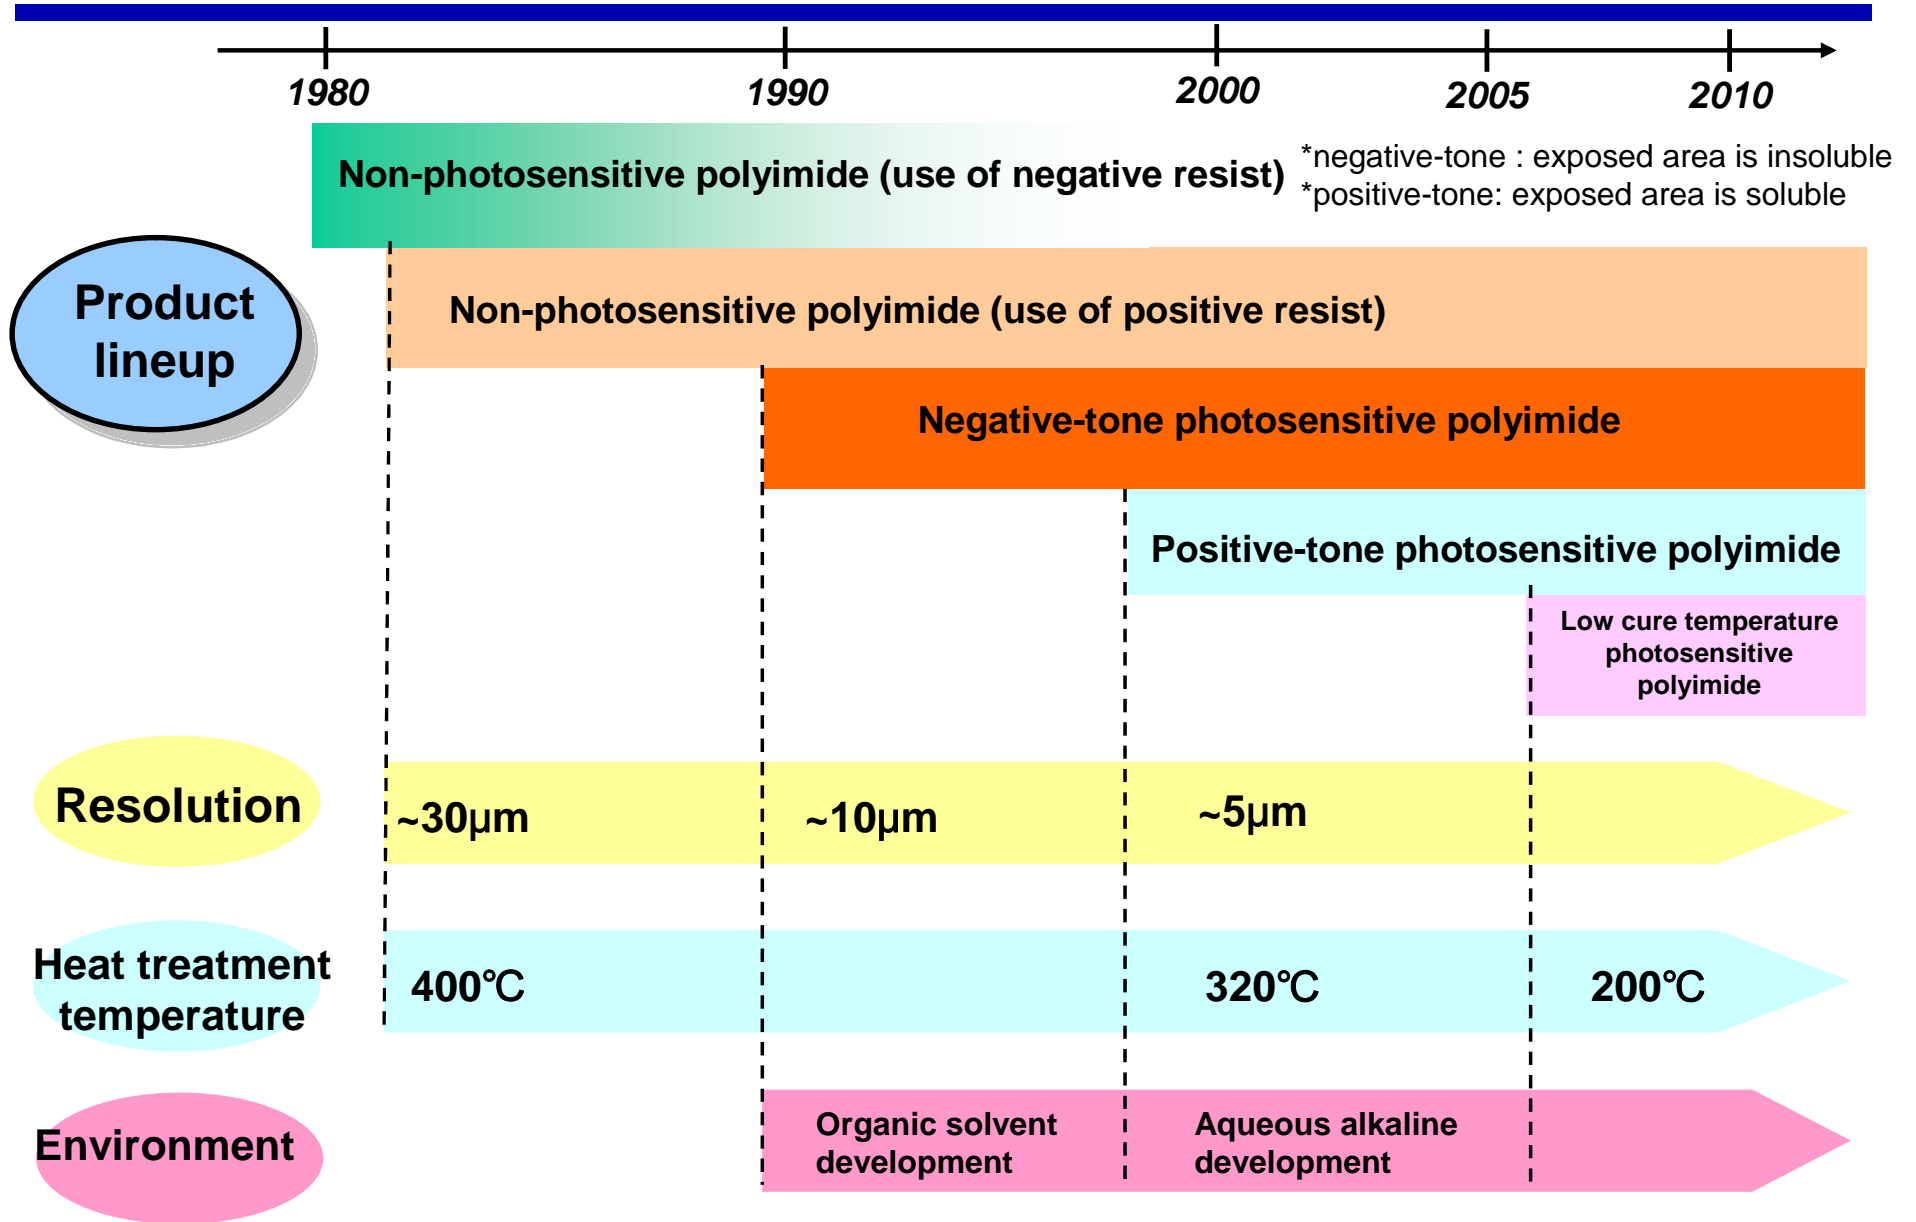 1980 1990 2000 2005 2010
Non-photosensitive polyimide (use of negative resist)
*negative-tone : exposed area is insoluble
*positive-tone: exposed area is soluble
Product
lineup
Non-photosensitive polyimide (use of positive resist)
Negative-tone photosensitive polyimide
Positive-tone photosensitive polyimide
Low cure temperature
photosensitive
polyimide
Resolution
~30μm ~10μm ~5μm
Heat treatment
temperature
400℃ 320℃ 200℃
Environment
Organic solvent
development
Aqueous alkaline
development